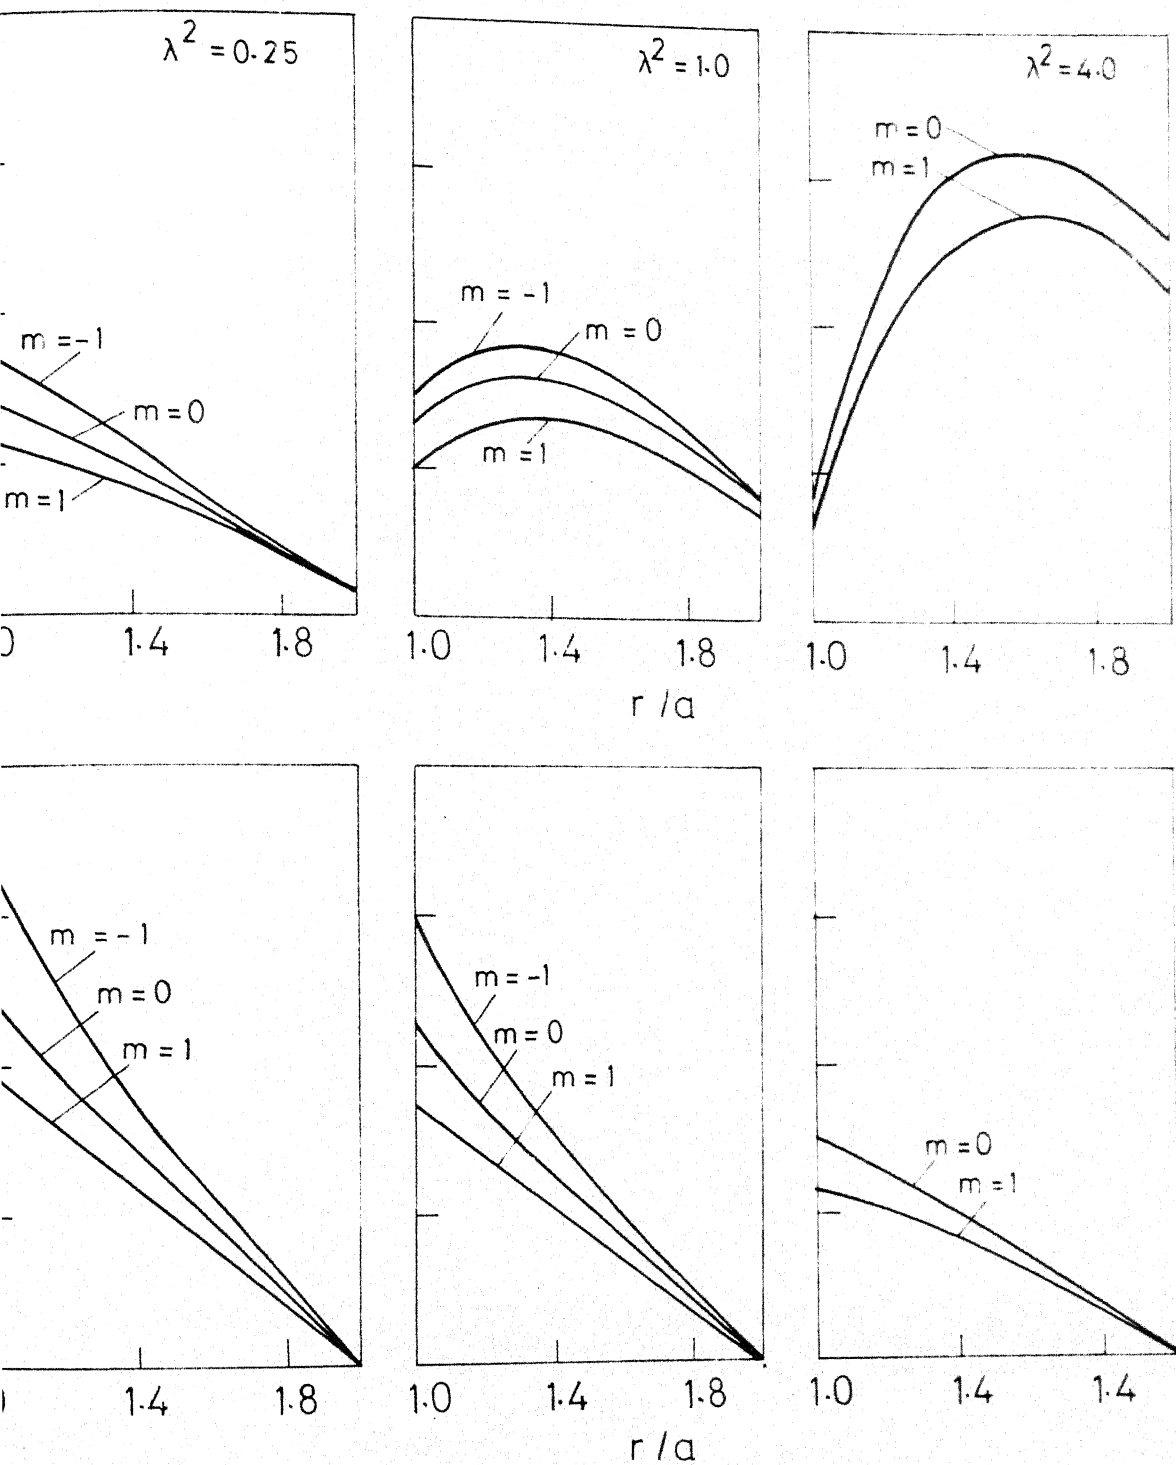 λ² = 0.25
m = -1
m = 0
m = 1
0 1.4 1.8
λ² = 1.0
m = -1
m = 0
m = 1
1.0 1.4 1.8
λ² = 4.0
m = 0
m = 1
1.0 1.4 1.8
r /a
m = -1
m = 0
m = 1
1.4 1.8
m = -1
m = 0
m = 1
1.0 1.4 1.8
m = 0
m = 1
1.0 1.4 1.4
r /a